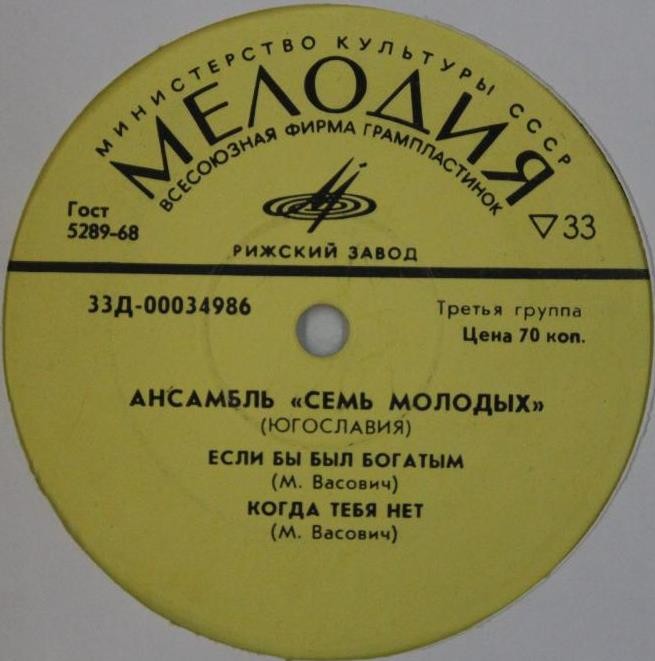 МИНИСТЕРСТВО КУЛЬТУРЫ СССР
МЕЛОДИЯ
ВСЕСОЮЗНАЯ ФИРМА ГРАМПЛАСТИНОК
Гост
5289-68
▽33
РИЖСКИЙ ЗАВОД
33Д-00034986
Третья группа
Цена 70 коп.
АНСАМБЛЬ «СЕМЬ МОЛОДЫХ»
(ЮГОСЛАВИЯ)
ЕСЛИ БЫ БЫЛ БОГАТЫМ
(М. Васович)
КОГДА ТЕБЯ НЕТ
(М. Васович)